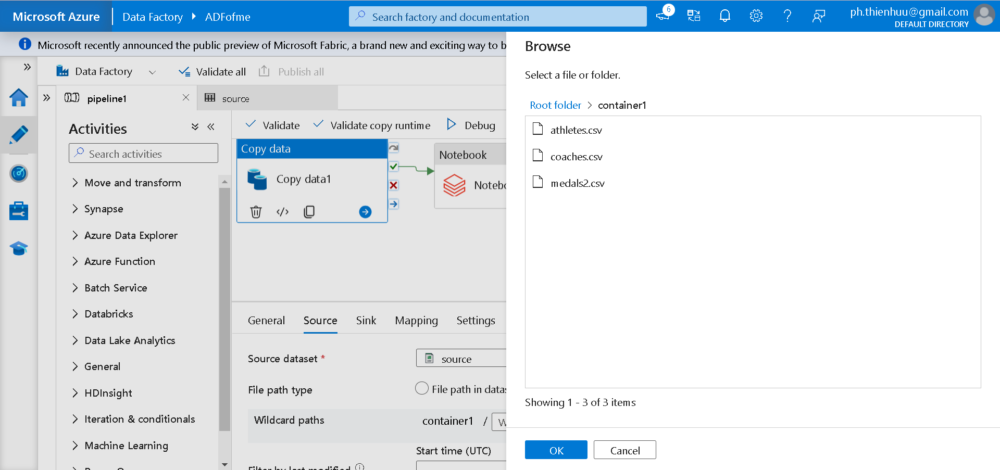 Microsoft Azure
Data Factory
ADFofme
Search factory and documentation
6
ph.thienhuu@gmail.com
DEFAULT DIRECTORY
Microsoft recently announced the public preview of Microsoft Fabric, a brand new and exciting way to b
Data Factory
Validate all
Publish all
pipeline1
source
Activities
Search activities
Move and transform
Synapse
Azure Data Explorer
Azure Function
Batch Service
Databricks
Data Lake Analytics
General
HDInsight
Iteration & conditionals
Machine Learning
Validate
Validate copy runtime
Debug
Copy data
Copy data1
Notebook
Notebo
General
Source
Sink
Mapping
Settings
Source dataset *
source
File path type
File path in datas
Wildcard paths
container1 / W
Start time (UTC)
Filter by last modified
Browse
Select a file or folder.
Root folder > container1
athletes.csv
coaches.csv
medals2.csv
Showing 1 - 3 of 3 items
OK
Cancel